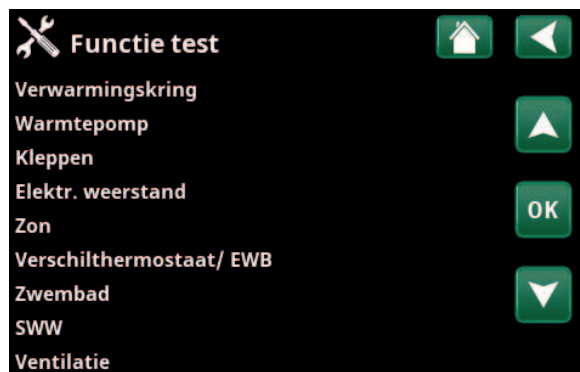 Functie test
Verwarmingskring
Warmtepomp
Kleppen
Elektr. weerstand
OK
Zon
Verschilthermostaat/ EWB
Zwembad
SWW
Ventilatie